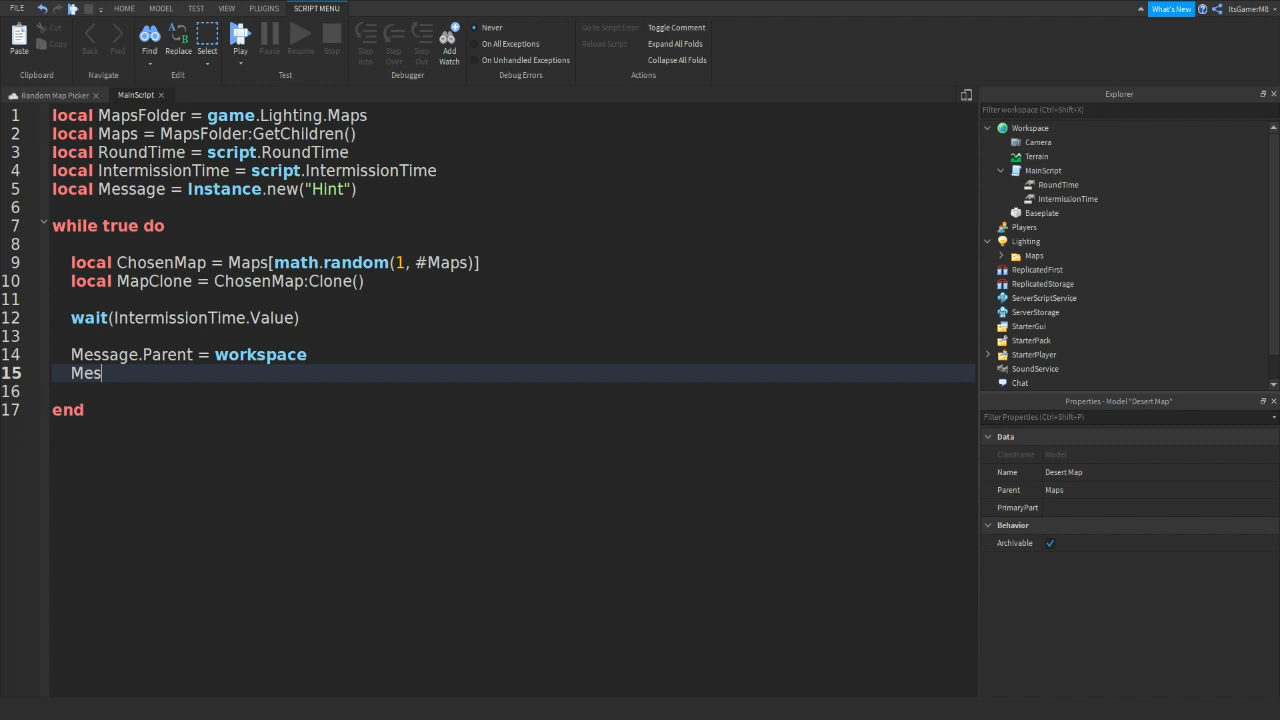 FILE HOME MODEL TEST VIEW PLUGINS SCRIPT MENU What's New ItsGamerMB
Paste Cut Copy Back Fwd Find Replace Select Play Pause Resume Stop Step Into Step Over Step Out Add Watch
Never
On All Exceptions
On Unhandled Exceptions
Go to Script Error
Reload Script
Toggle Comment
Expand All Folds
Collapse All Folds
Clipboard Navigate Edit Test Debugger Debug Errors Actions
Random Map Picker MainScript
1 local MapsFolder = game.Lighting.Maps
2 local Maps = MapsFolder:GetChildren()
3 local RoundTime = script.RoundTime
4 local IntermissionTime = script.IntermissionTime
5 local Message = Instance.new("Hint")
6
7 while true do
8
9 local ChosenMap = Maps[math.random(1, #Maps)]
10 local MapClone = ChosenMap:Clone()
11
12 wait(IntermissionTime.Value)
13
14 Message.Parent = workspace
15 Mes
16
17 end
Explorer
Filter workspace (Ctrl+Shift+X)
Workspace
Camera
Terrain
MainScript
RoundTime
IntermissionTime
Baseplate
Players
Lighting
Maps
ReplicatedFirst
ReplicatedStorage
ServerScriptService
ServerStorage
StarterGui
StarterPack
StarterPlayer
SoundService
Chat
Properties - Model "Desert Map"
Filter Properties (Ctrl+Shift+P)
Data
ClassName Model
Name Desert Map
Parent Maps
PrimaryPart
Behavior
Archivable